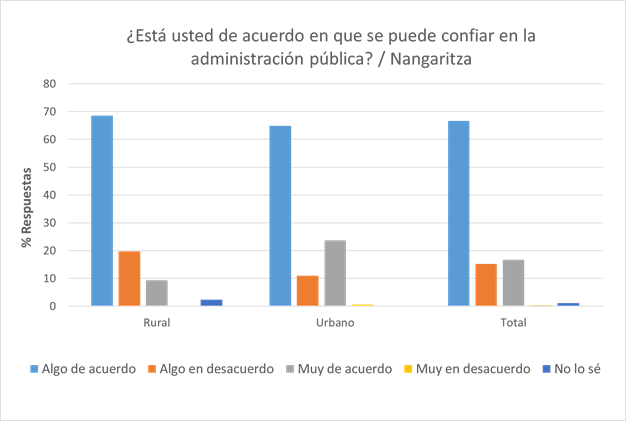 ¿Está usted de acuerdo en que se puede confiar en la
administración pública? / Nangaritza
% Respuestas
80
70
60
50
40
30
20
10
0
Rural Urbano Total
Algo de acuerdo Algo en desacuerdo Muy de acuerdo Muy en desacuerdo No lo sé